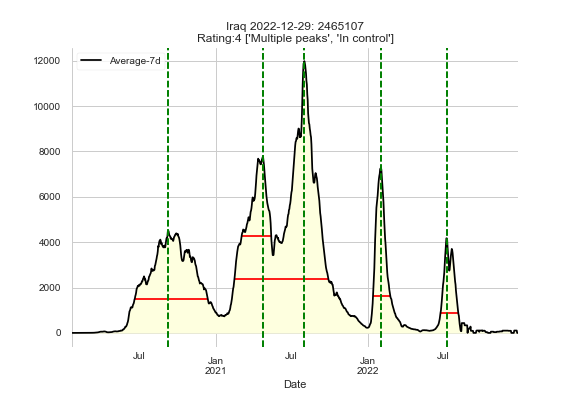 Iraq 2022-12-29: 2465107
Rating:4 ['Multiple peaks', 'In control']
Average-7d
12000
10000
8000
6000
4000
2000
0
Jul
Jan
2021
Jul
Jan
2022
Jul
Date